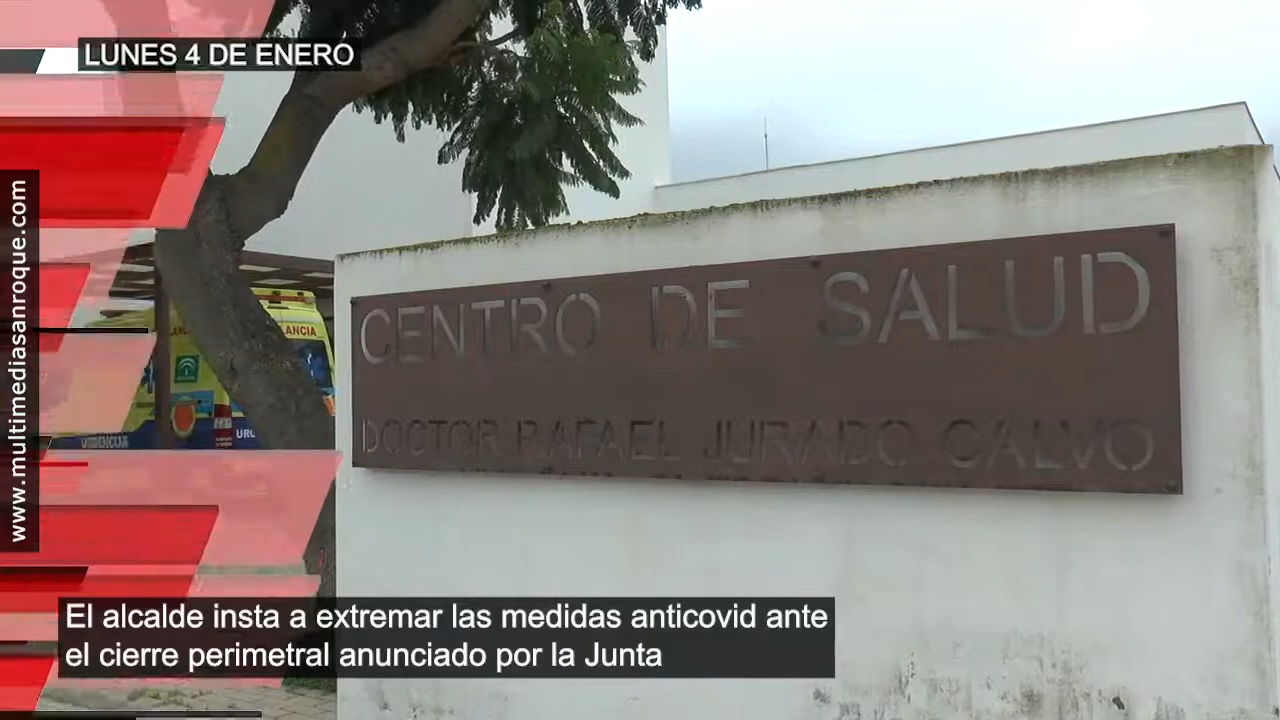 LUNES 4 DE ENERO
www.multimediasanroque.com
CENTRO DE SALUD
DOCTOR RAFAEL JURADO CALVO
El alcalde insta a extremar las medidas anticovid ante
el cierre perimetral anunciado por la Junta